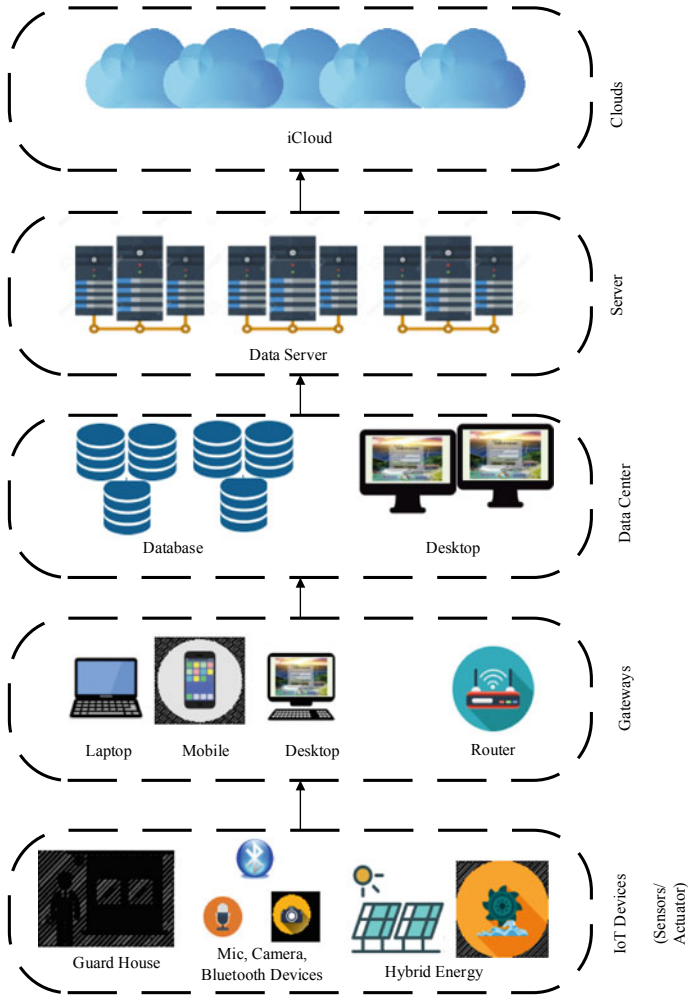 iCloud
Clouds
Data Server
Server
Database
Desktop
Data Center
Laptop
Mobile
Desktop
Router
Gateways
Guard House
Mic, Camera,
Bluetooth Devices
Hybrid Energy
IoT Devices
(Sensors/
Actuator)